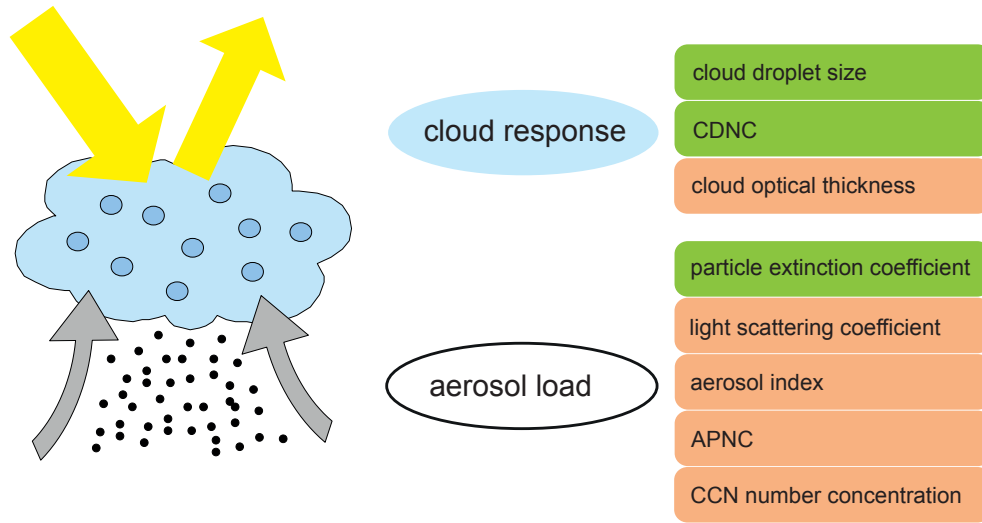 cloud response
cloud droplet size
CDNC
cloud optical thickness
aerosol load
particle extinction coefficient
light scattering coefficient
aerosol index
APNC
CCN number concentration